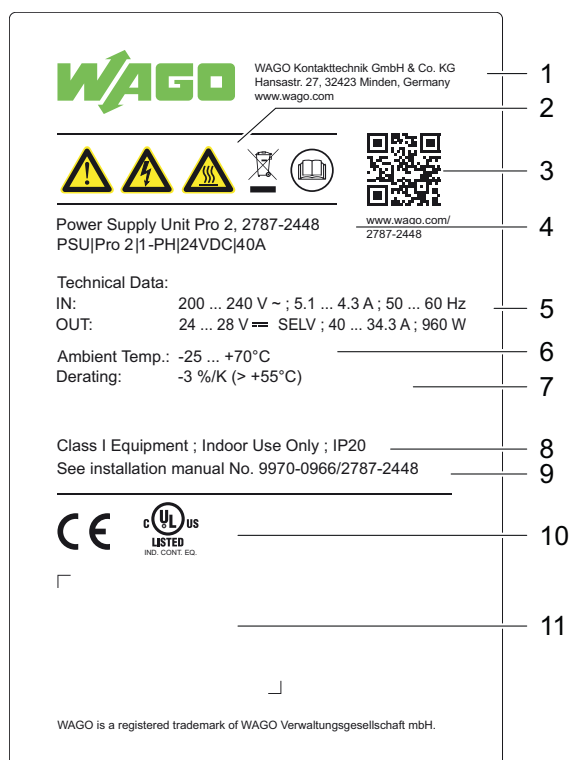 WAGO
WAGO Kontakttechnik GmbH & Co. KG
Hansastr. 27, 32423 Minden, Germany
www.wago.com
1
2
3
www.wago.com/
2787-2448
Power Supply Unit Pro 2, 2787-2448
PSU|Pro 2|1-PH|24VDC|40A
4
Technical Data:
IN: 200 ... 240 V ~ ; 5.1 ... 4.3 A ; 50 ... 60 Hz
5
OUT: 24 ... 28 V ⎓ SELV ; 40 ... 34.3 A ; 960 W
Ambient Temp.: -25 ... +70°C
6
Derating: -3 %/K (> +55°C)
7
Class I Equipment ; Indoor Use Only ; IP20
8
See installation manual No. 9970-0966/2787-2448
9
CE
C UL US
LISTED
IND. CONT. EQ.
10
11
WAGO is a registered trademark of WAGO Verwaltungsgesellschaft mbH.